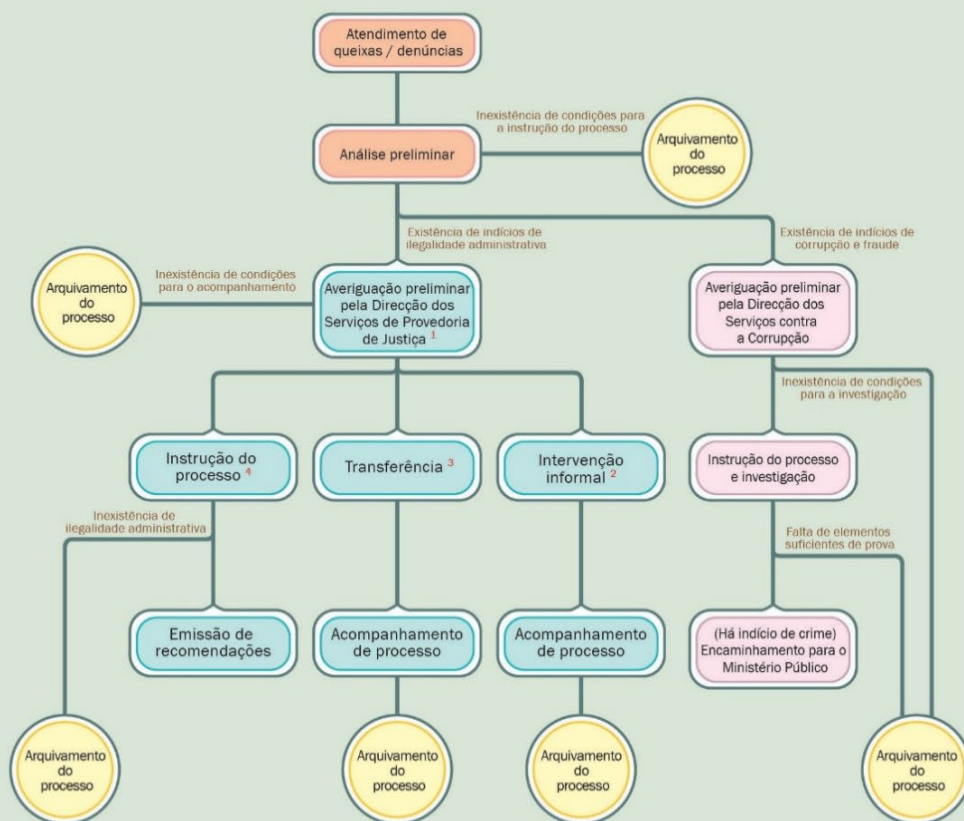 Atendimento de
queixas / denúncias
Inexistência de condições para
a instrução do processo
Análise preliminar
Arquivamento
do
processo
Existência de indícios de
ilegalidade administrativa
Existência de indícios de
corrupção e fraude
Arquivamento
do
processo
Inexistência de condições
para o acompanhamento
Averiguação preliminar
pela Direcção dos
Serviços de Provedoria
de Justiça 1
Averiguação preliminar
pela Direcção dos
Serviços contra
a Corrupção
Inexistência de condições
para a investigação
Instrução do
processo 4
Transferência 3
Intervenção
informal 2
Instrução do processo
e investigação
Inexistência de
ilegalidade administrativa
Falta de elementos
suficientes de prova
Emissão de
recomendações
Acompanhamento
de processo
Acompanhamento
de processo
(Há indício de crime)
Encaminhamento para o
Ministério Público
Arquivamento
do
processo
Arquivamento
do
processo
Arquivamento
do
processo
Arquivamento
do
processo